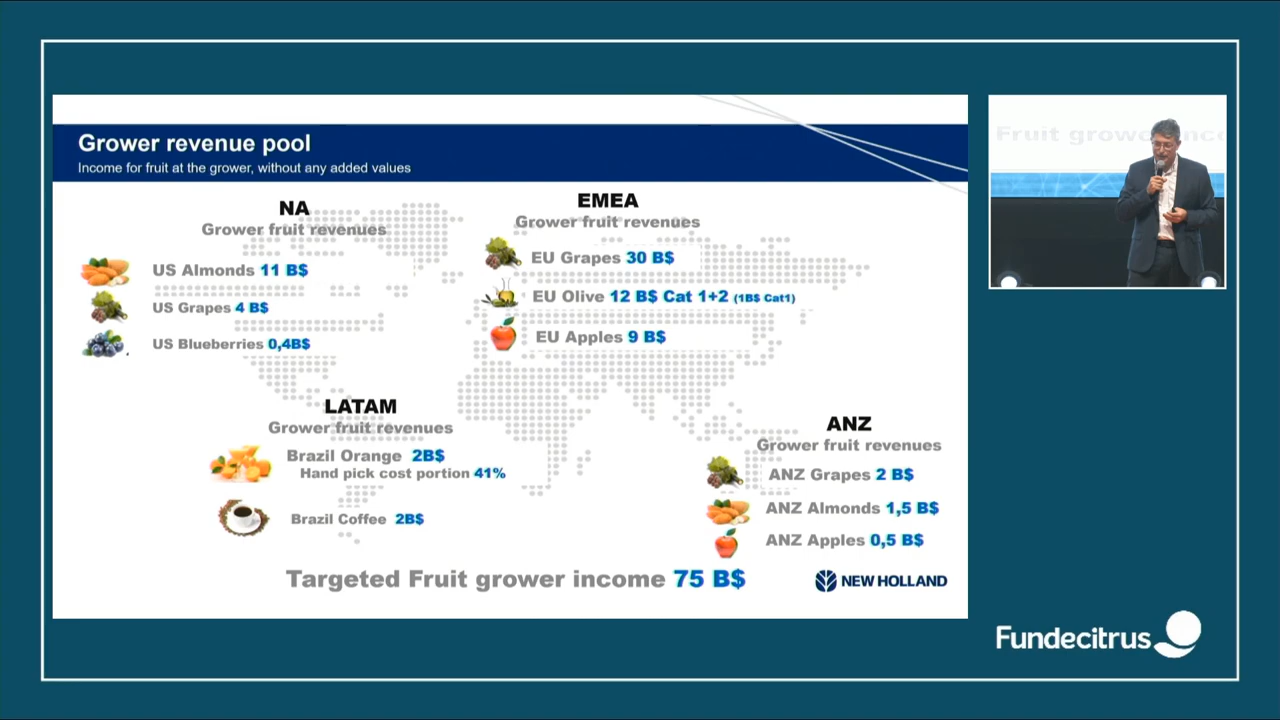 Grower revenue pool
Income for fruit at the grower, without any added values
NA
Grower fruit revenues
US Almonds 11 B$
US Grapes 4 B$
US Blueberries 0,4B$
EMEA
Grower fruit revenues
EU Grapes 30 B$
EU Olive 12 B$ Cat 1+2 (1B$ Cat1)
EU Apples 9 B$
LATAM
Grower fruit revenues
Brazil Orange 2B$
Hand pick cost portion 41%
Brazil Coffee 2B$
ANZ
Grower fruit revenues
ANZ Grapes 2 B$
ANZ Almonds 1,5 B$
ANZ Apples 0,5 B$
Targeted Fruit grower income 75 B$
NEW HOLLAND
Fruit
Fundecitrus